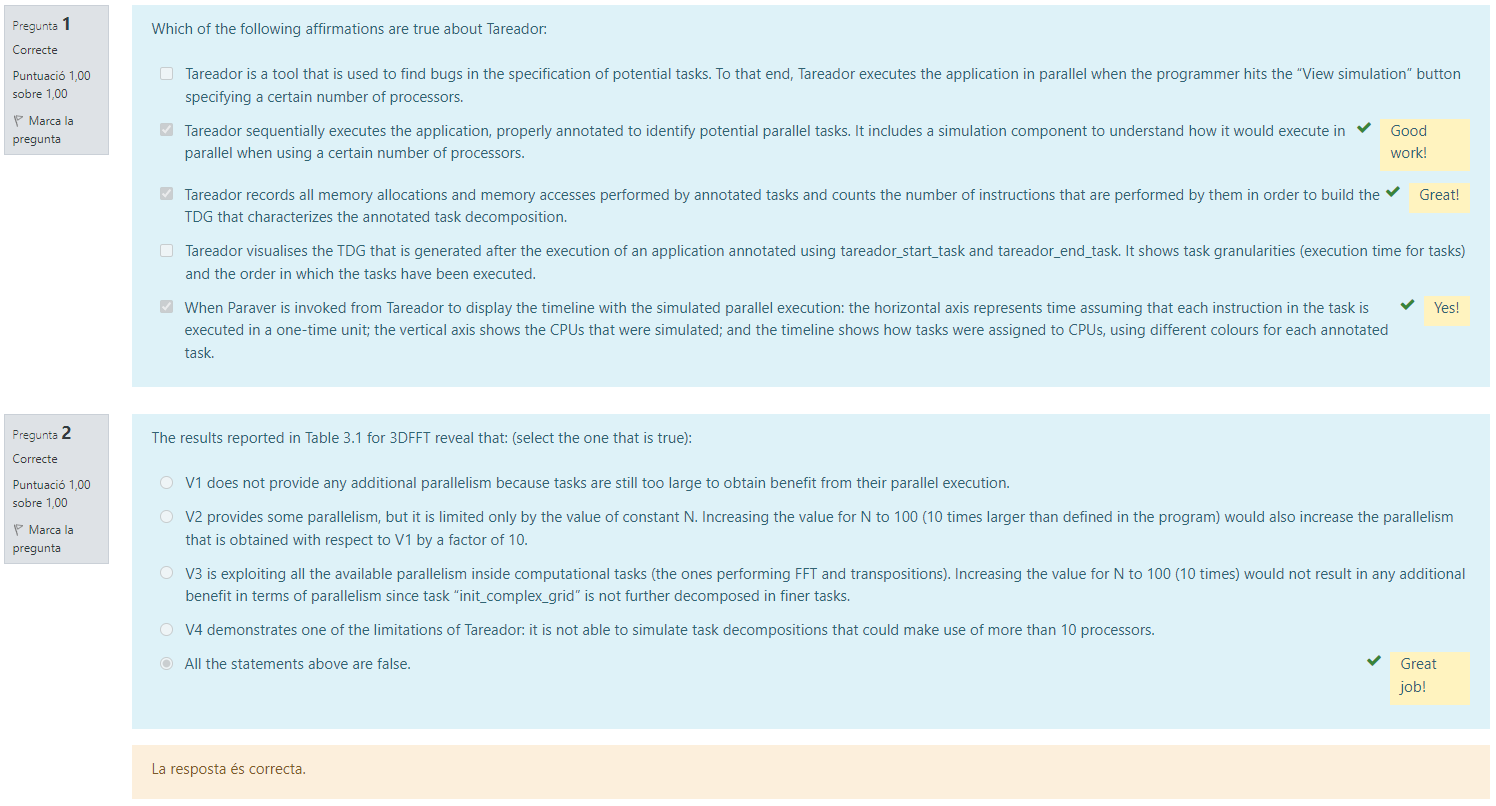 Pregunta 1
Correcte
Puntuació 1,00
sobre 1,00
Marca la
pregunta
Which of the following affirmations are true about Tareador:
Tareador is a tool that is used to find bugs in the specification of potential tasks. To that end, Tareador executes the application in parallel when the programmer hits the “View simulation” button
specifying a certain number of processors.
Tareador sequentially executes the application, properly annotated to identify potential parallel tasks. It includes a simulation component to understand how it would execute in
parallel when using a certain number of processors.
Good
work!
Tareador records all memory allocations and memory accesses performed by annotated tasks and counts the number of instructions that are performed by them in order to build the
TDG that characterizes the annotated task decomposition.
Great!
Tareador visualises the TDG that is generated after the execution of an application annotated using tareador_start_task and tareador_end_task. It shows task granularities (execution time for tasks)
and the order in which the tasks have been executed.
When Paraver is invoked from Tareador to display the timeline with the simulated parallel execution: the horizontal axis represents time assuming that each instruction in the task is
executed in a one-time unit; the vertical axis shows the CPUs that were simulated; and the timeline shows how tasks were assigned to CPUs, using different colours for each annotated
task.
Yes!
Pregunta 2
Correcte
Puntuació 1,00
sobre 1,00
Marca la
pregunta
The results reported in Table 3.1 for 3DFFT reveal that: (select the one that is true):
V1 does not provide any additional parallelism because tasks are still too large to obtain benefit from their parallel execution.
V2 provides some parallelism, but it is limited only by the value of constant N. Increasing the value for N to 100 (10 times larger than defined in the program) would also increase the parallelism
that is obtained with respect to V1 by a factor of 10.
V3 is exploiting all the available parallelism inside computational tasks (the ones performing FFT and transpositions). Increasing the value for N to 100 (10 times) would not result in any additional
benefit in terms of parallelism since task “init_complex_grid” is not further decomposed in finer tasks.
V4 demonstrates one of the limitations of Tareador: it is not able to simulate task decompositions that could make use of more than 10 processors.
All the statements above are false.
Great
job!
La resposta és correcta.